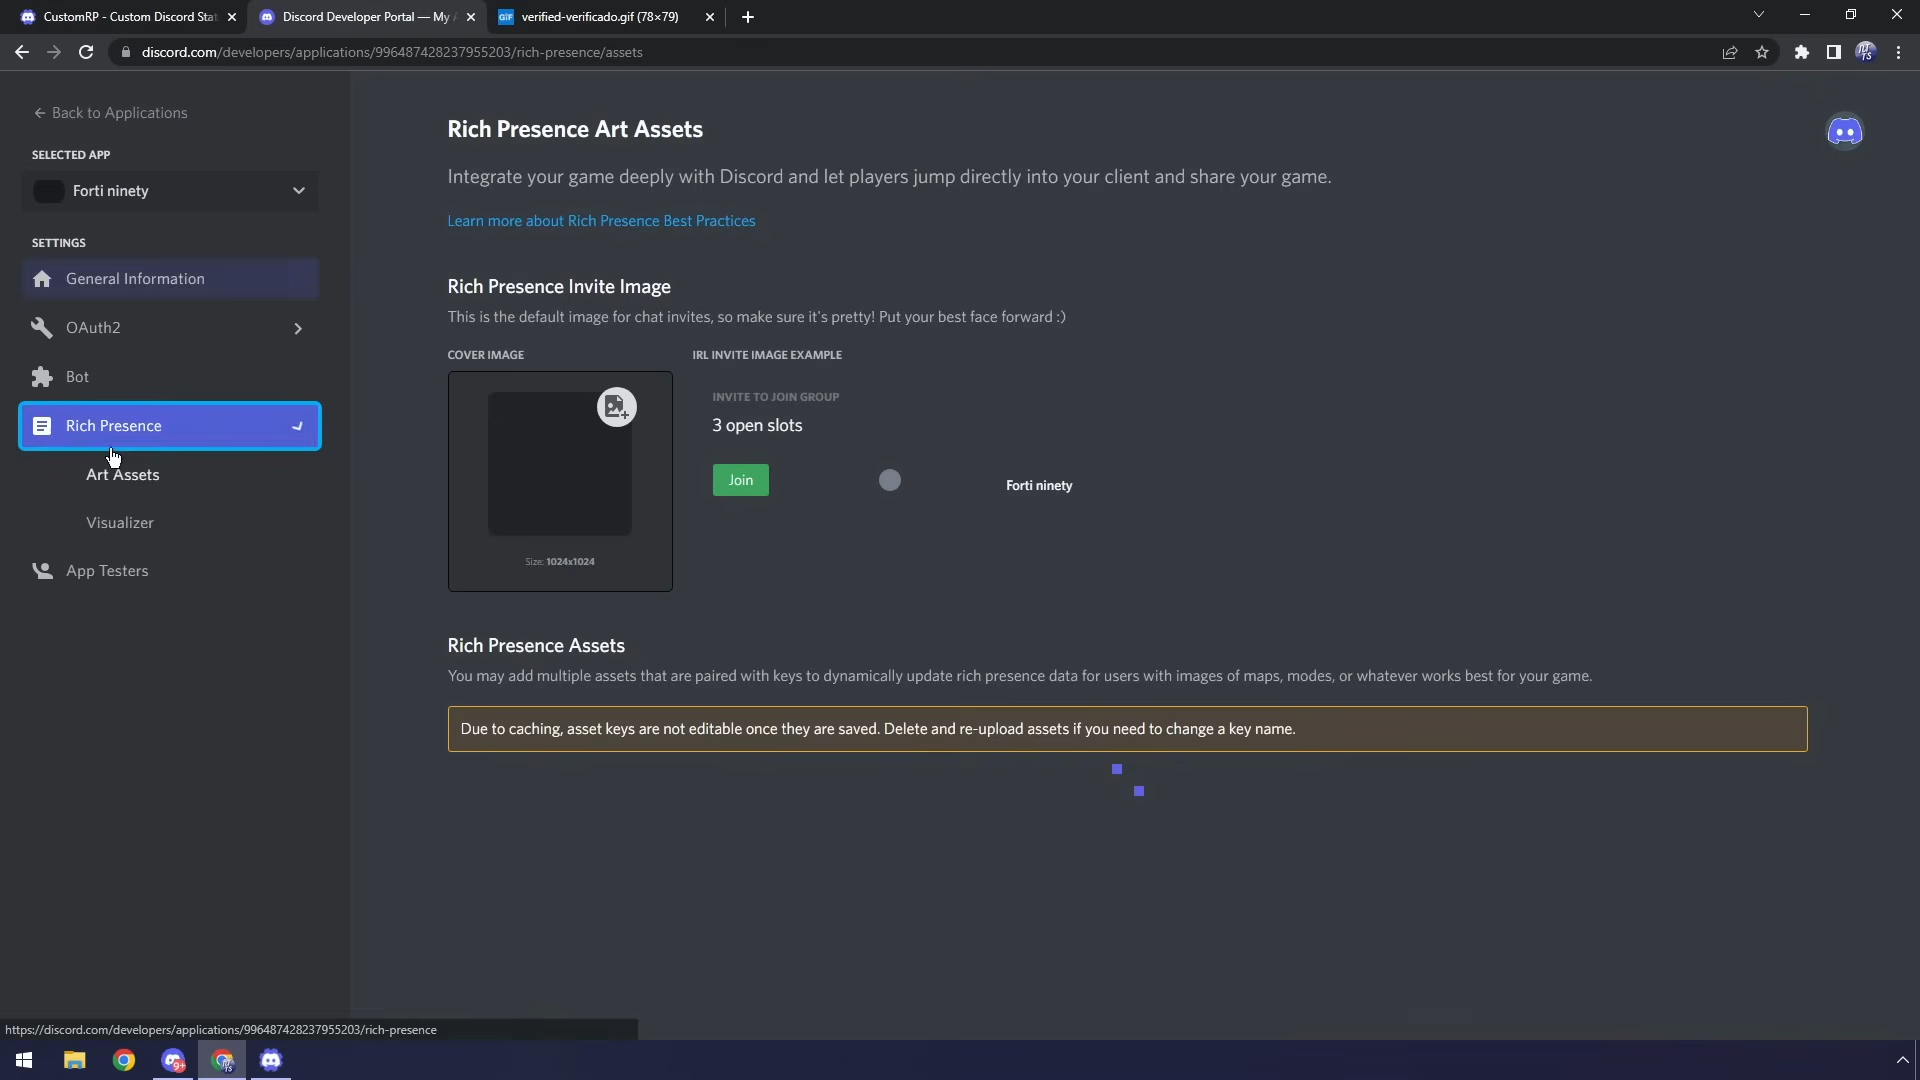 CustomRP - Custom Discord Stat
Discord Developer Portal — My A
GIF
verified-verificado.gif (78×79)
discord.com/developers/applications/996487428237955203/rich-presence/assets
Back to Applications
SELECTED APP
Forti ninety
SETTINGS
General Information
OAuth2
Bot
Rich Presence
Art Assets
Visualizer
App Testers
Rich Presence Art Assets
Integrate your game deeply with Discord and let players jump directly into your client and share your game.
Learn more about Rich Presence Best Practices
Rich Presence Invite Image
This is the default image for chat invites, so make sure it's pretty! Put your best face forward :)
COVER IMAGE
IRL INVITE IMAGE EXAMPLE
INVITE TO JOIN GROUP
3 open slots
Join
Forti ninety
Size: 1024x1024
Rich Presence Assets
You may add multiple assets that are paired with keys to dynamically update rich presence data for users with images of maps, modes, or whatever works best for your game.
Due to caching, asset keys are not editable once they are saved. Delete and re-upload assets if you need to change a key name.
https://discord.com/developers/applications/996487428237955203/rich-presence
9+